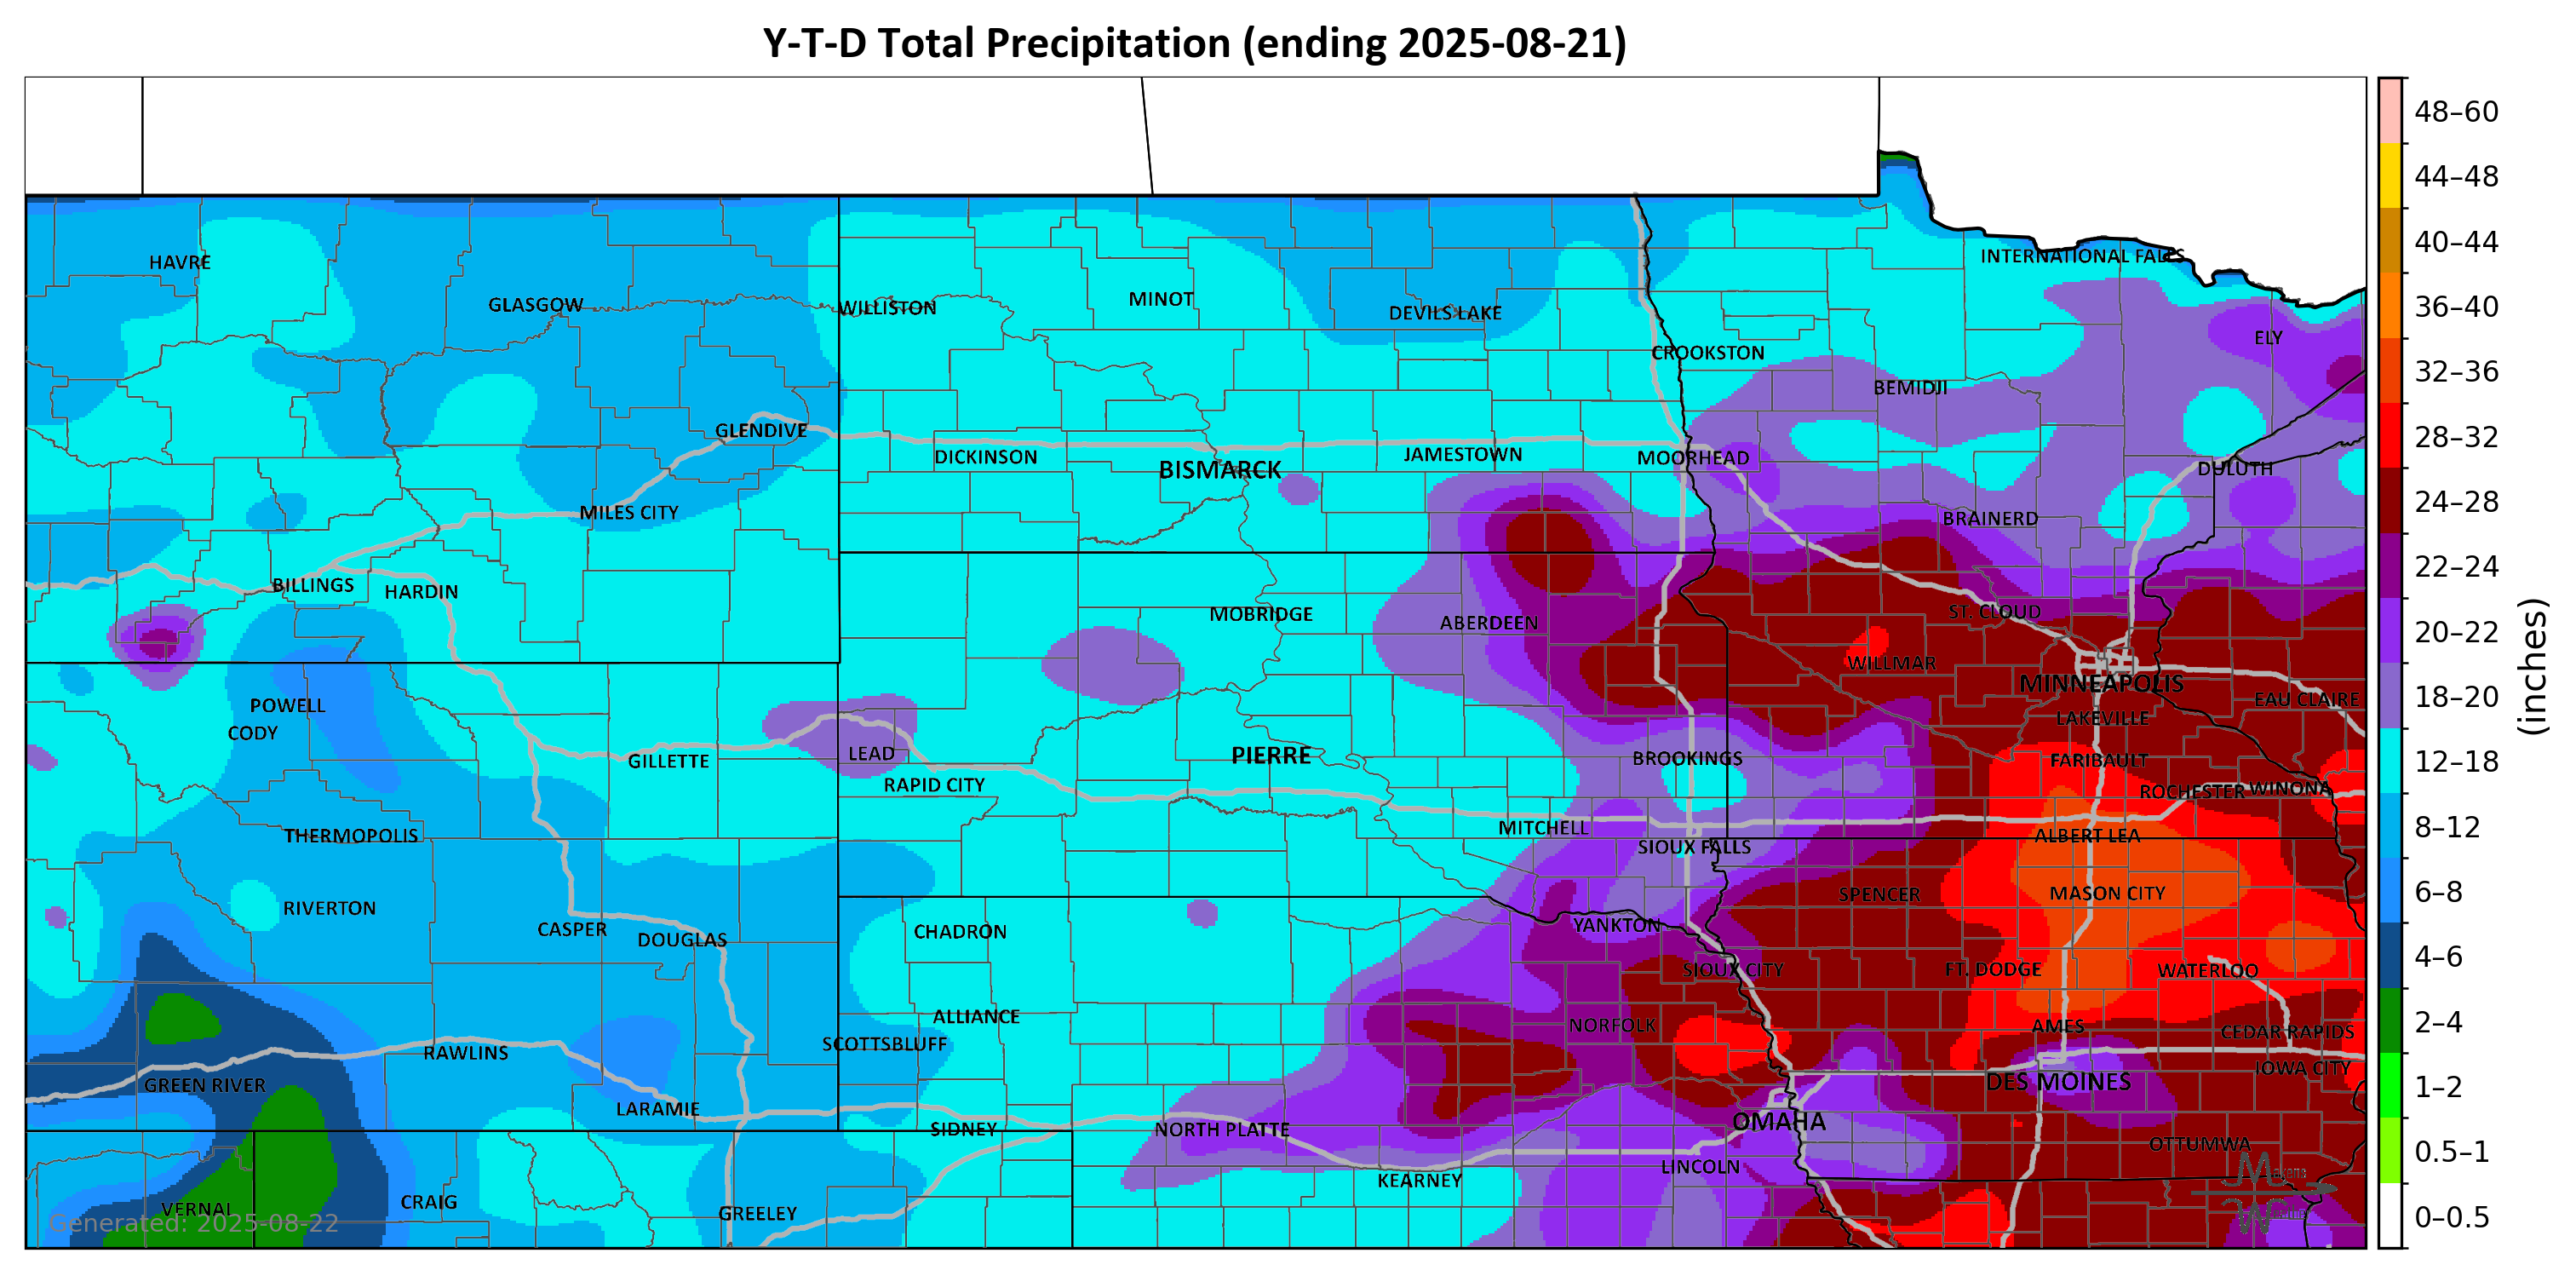 Y-T-D Total Precipitation (ending 2025-08-21)
48–60
44–48
40–44
36–40
32–36
28–32
24–28
22–24
20–22
18–20
12–18
8–12
6–8
4–6
2–4
1–2
0.5–1
0–0.5
(inches)
INTERNATIONAL FALLS
HAVRE
GLASGOW
WILLISTON
MINOT
DEVILS LAKE
ELY
CROOKSTON
BEMIDJI
GLENDIVE
DICKINSON
BISMARCK
JAMESTOWN
MOORHEAD
DULUTH
MILES CITY
BRAINERD
BILLINGS
HARDIN
MOBRIDGE
ABERDEEN
ST. CLOUD
WILLMAR
MINNEAPOLIS
POWELL
EAU CLAIRE
CODY
LAKEVILLE
GILLETTE
LEAD
PIERRE
BROOKINGS
FARIBAULT
RAPID CITY
ROCHESTER
WINONA
THERMOPOLIS
MITCHELL
ALBERT LEA
SIOUX FALLS
RIVERTON
SPENCER
MASON CITY
CASPER
DOUGLAS
CHADRON
YANKTON
SIOUX CITY
FT. DODGE
WATERLOO
ALLIANCE
NORFOLK
AMES
CEDAR RAPIDS
RAWLINS
SCOTTSBLUFF
GREEN RIVER
DES MOINES
IOWA CITY
LARAMIE
SIDNEY
NORTH PLATTE
OMAHA
OTTUMWA
LINCOLN
KEARNEY
VERNAL
CRAIG
GREELEY
Generated: 2025-08-22